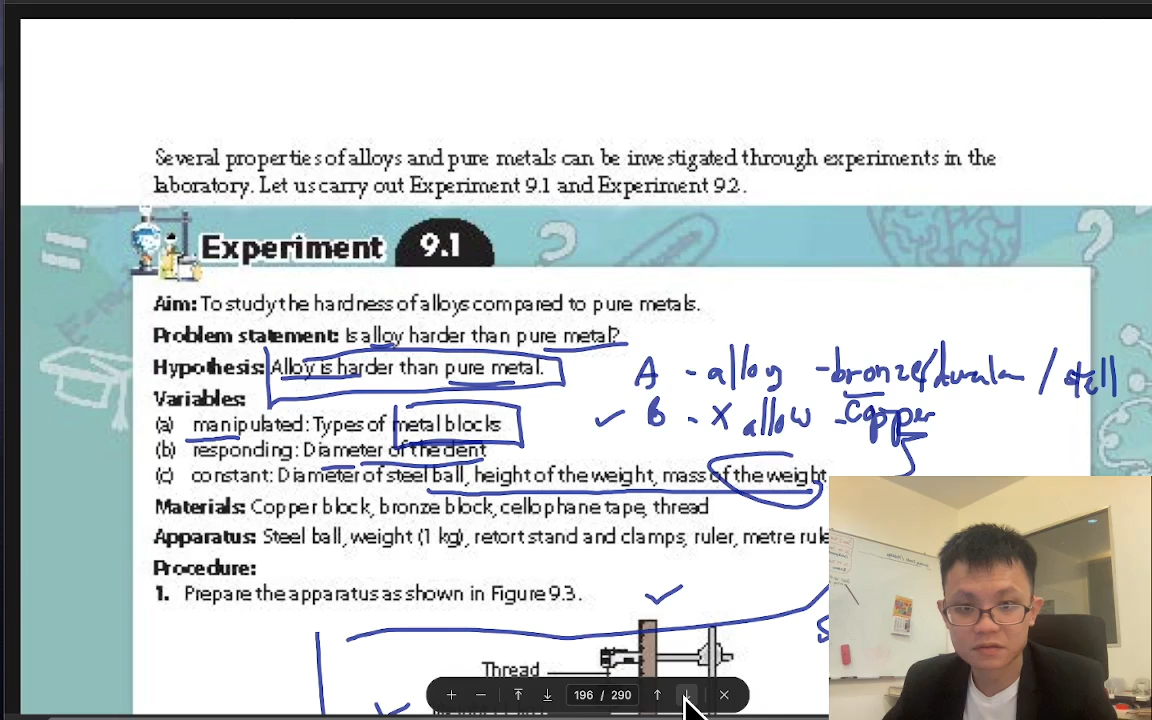 Several properties of alloys and pure metals can be investigated through experiments in the
laboratory. Let us carry out Experiment 9.1 and Experiment 9.2.
Experiment 9.1
Aim: To study the hardness of alloys compared to pure metals.
Problem statement: Is alloy harder than pure metal?
Hypothesis: Alloy is harder than pure metal.
A - alloy - bronze/duralum / stell
Variables:
(a) manipulated: Types of metal blocks
B - X allow - copper
(b) responding: Diameter of the dent
(c) constant: Diameter of steel ball, height of the weight, mass of the weight
Materials: Copper block, bronze block, cellophane tape, thread
Apparatus: Steel ball, weight (1 kg), retort stand and clamps, ruler, metre rule
Procedure:
1. Prepare the apparatus as shown in Figure 9.3.
Thread
196 / 290